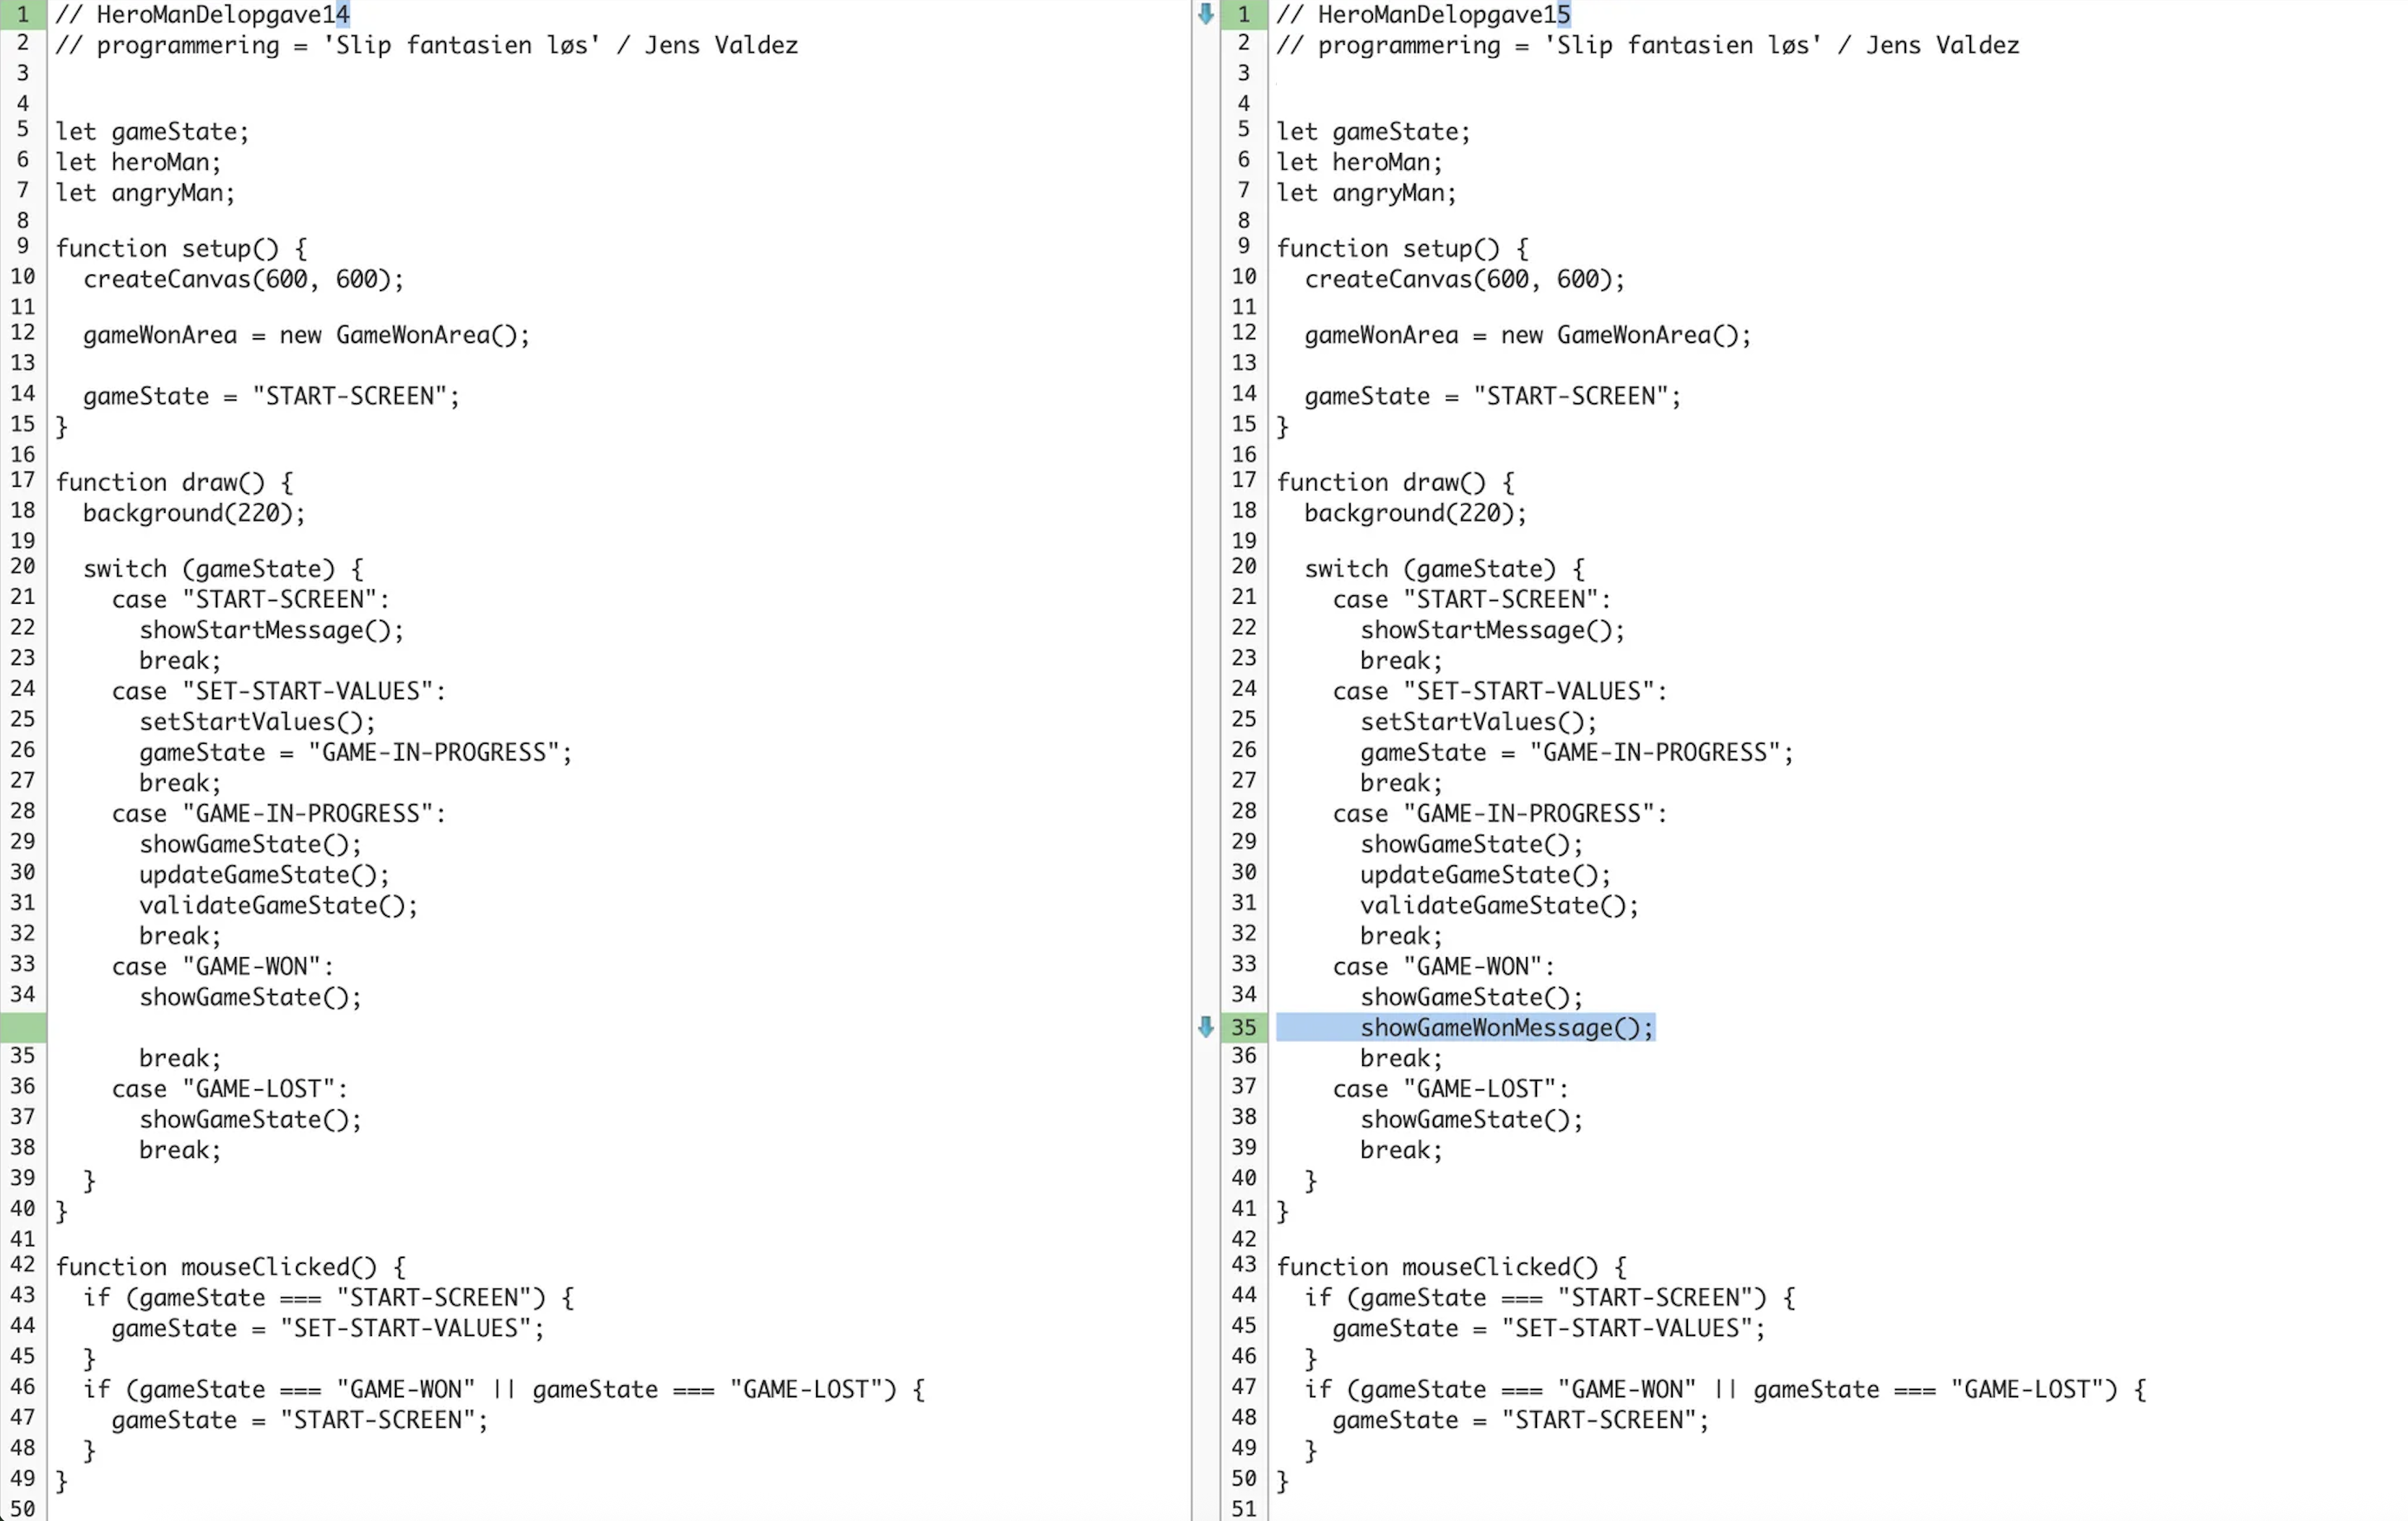 1 // HeroManDelopgave14
2 // programmering = 'Slip fantasien løs' / Jens Valdez
3
4
5 let gameState;
6 let heroMan;
7 let angryMan;
8
9 function setup() {
10   createCanvas(600, 600);
11
12   gameWonArea = new GameWonArea();
13
14   gameState = "START-SCREEN";
15 }
16
17 function draw() {
18   background(220);
19
20   switch (gameState) {
21     case "START-SCREEN":
22       showStartMessage();
23       break;
24     case "SET-START-VALUES":
25       setStartValues();
26       gameState = "GAME-IN-PROGRESS";
27       break;
28     case "GAME-IN-PROGRESS":
29       showGameState();
30       updateGameState();
31       validateGameState();
32       break;
33     case "GAME-WON":
34       showGameState();
35       break;
36     case "GAME-LOST":
37       showGameState();
38       break;
39   }
40 }
41
42 function mouseClicked() {
43   if (gameState === "START-SCREEN") {
44     gameState = "SET-START-VALUES";
45   }
46   if (gameState === "GAME-WON" || gameState === "GAME-LOST") {
47     gameState = "START-SCREEN";
48   }
49 }
50
1 // HeroManDelopgave15
2 // programmering = 'Slip fantasien løs' / Jens Valdez
3
4
5 let gameState;
6 let heroMan;
7 let angryMan;
8
9 function setup() {
10   createCanvas(600, 600);
11
12   gameWonArea = new GameWonArea();
13
14   gameState = "START-SCREEN";
15 }
16
17 function draw() {
18   background(220);
19
20   switch (gameState) {
21     case "START-SCREEN":
22       showStartMessage();
23       break;
24     case "SET-START-VALUES":
25       setStartValues();
26       gameState = "GAME-IN-PROGRESS";
27       break;
28     case "GAME-IN-PROGRESS":
29       showGameState();
30       updateGameState();
31       validateGameState();
32       break;
33     case "GAME-WON":
34       showGameState();
35       showGameWonMessage();
36       break;
37     case "GAME-LOST":
38       showGameState();
39       break;
40   }
41 }
42
43 function mouseClicked() {
44   if (gameState === "START-SCREEN") {
45     gameState = "SET-START-VALUES";
46   }
47   if (gameState === "GAME-WON" || gameState === "GAME-LOST") {
48     gameState = "START-SCREEN";
49   }
50 }
51